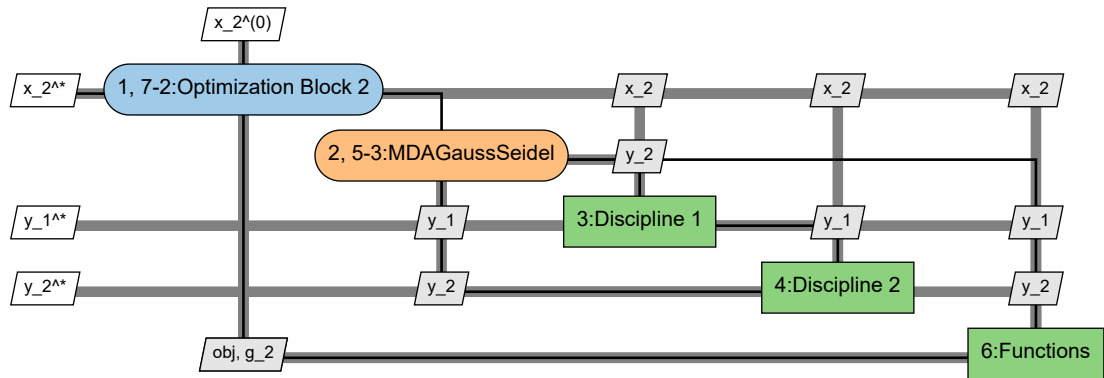 x_2^(0)
x_2^* 1, 7-2:Optimization Block 2 x_2 x_2 x_2
2, 5-3:MDAGaussSeidel y_2
y_1^* y_1 3:Discipline 1 y_1 y_1
y_2^* y_2 4:Discipline 2 y_2
obj, g_2 6:Functions